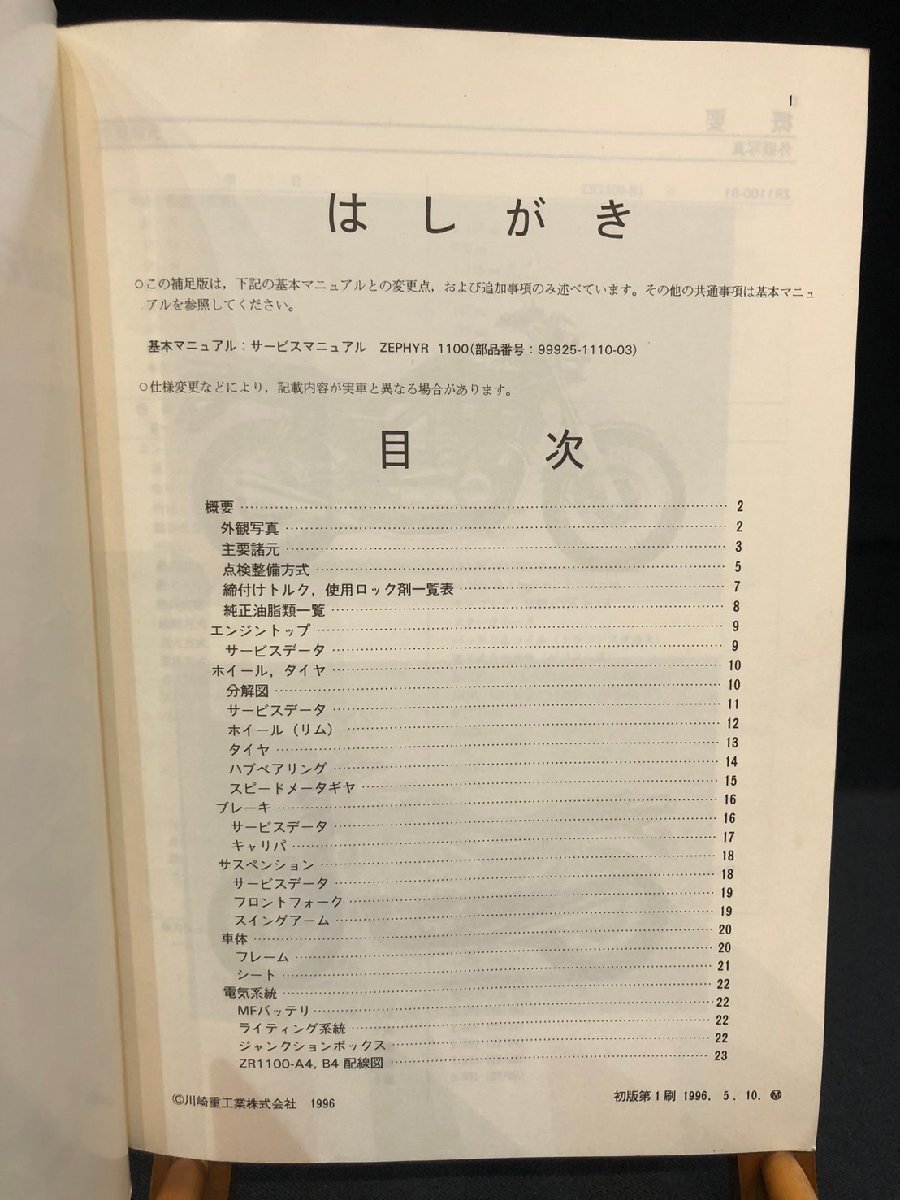 1
はしがき
○この補足版は，下記の基本マニュアルとの変更点，および追加事項のみ述べています。その他の共通事項は基本マニュ
アルを参照してください。
基本マニュアル：サービスマニュアル ZEPHYR 1100(部品番号：99925-1110-03)
○仕様変更などにより，記載内容が実車と異なる場合があります。
目次
概要 2
外観写真 2
主要諸元 3
点検整備方式 5
締付けトルク，使用ロック剤一覧表 7
純正油脂類一覧 8
エンジントップ 9
サービスデータ 9
ホイール，タイヤ 10
分解図 10
サービスデータ 11
ホイール（リム） 12
タイヤ 13
ハブベアリング 14
スピードメータギヤ 15
ブレーキ 16
サービスデータ 16
キャリパ 17
サスペンション 18
サービスデータ 18
フロントフォーク 19
スイングアーム 19
車体 20
フレーム 20
シート 21
電気系統 22
MFバッテリ 22
ライティング系統 22
ジャンクションボックス 22
ZR1100-A4, B4 配線図 23
©川崎重工業株式会社 1996
初版第1刷 1996. 5. 10.